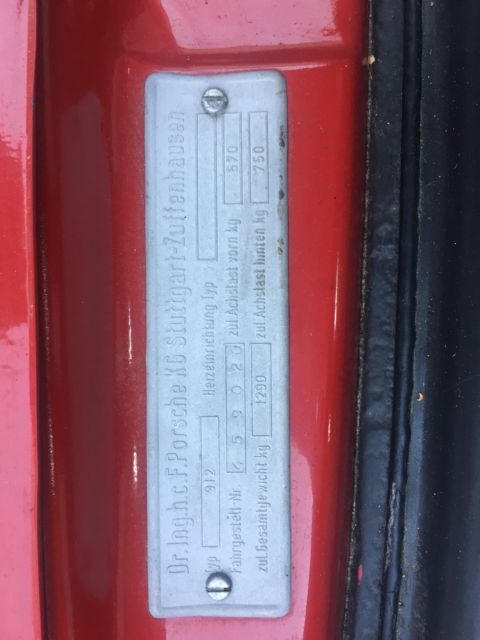 Dr. Ing.h.c.F.Porsche KG Stuttgart-Zuffenhausen
Typ 912 Heizeinrichtung Typ
Fahrgestell-Nr 459020 zul.Achslast vorn kg 570
zul.Gesamtgewicht kg 1290 zul.Achslast hinten kg 750